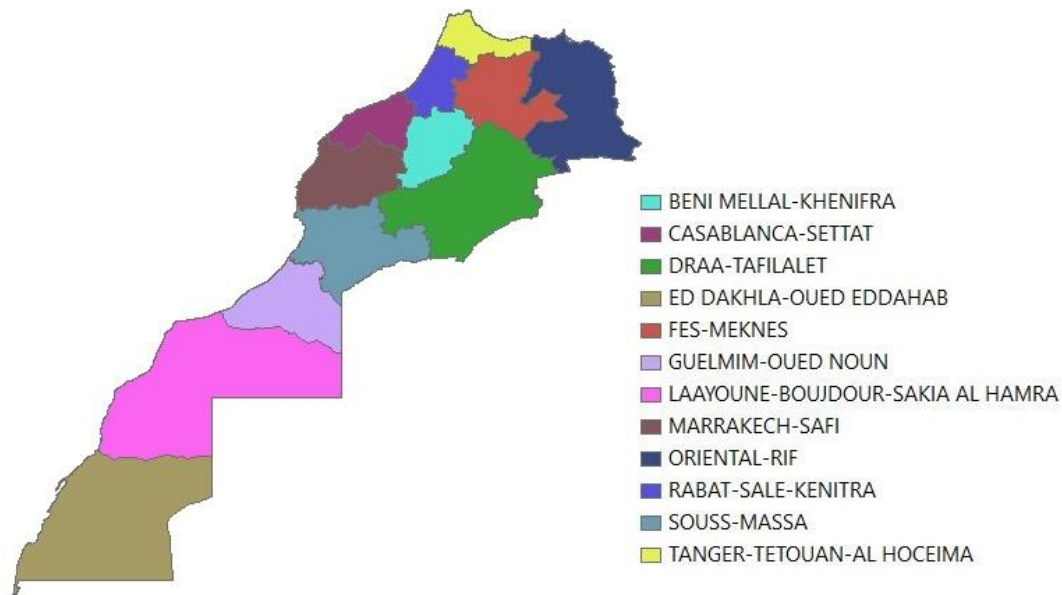 BENI MELLAL-KHENIFRA
CASABLANCA-SETTAT
DRAA-TAFILALET
ED DAKHLA-OUED EDDAHAB
FES-MEKNES
GUELMIM-OUED NOUN
LAAYOUNE-BOUJDOUR-SAKIA AL HAMRA
MARRAKECH-SAFI
ORIENTAL-RIF
RABAT-SALE-KENITRA
SOUSS-MASSA
TANGER-TETOUAN-AL HOCEIMA